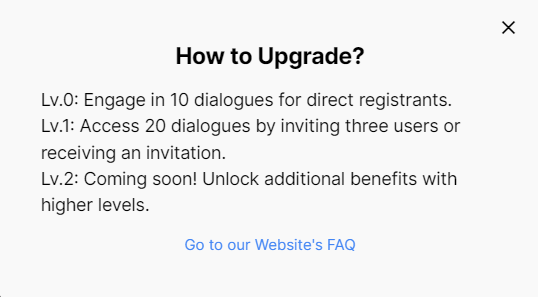 How to Upgrade?
Lv.0: Engage in 10 dialogues for direct registrants.
Lv.1: Access 20 dialogues by inviting three users or
receiving an invitation.
Lv.2: Coming soon! Unlock additional benefits with
higher levels.
Go to our Website's FAQ